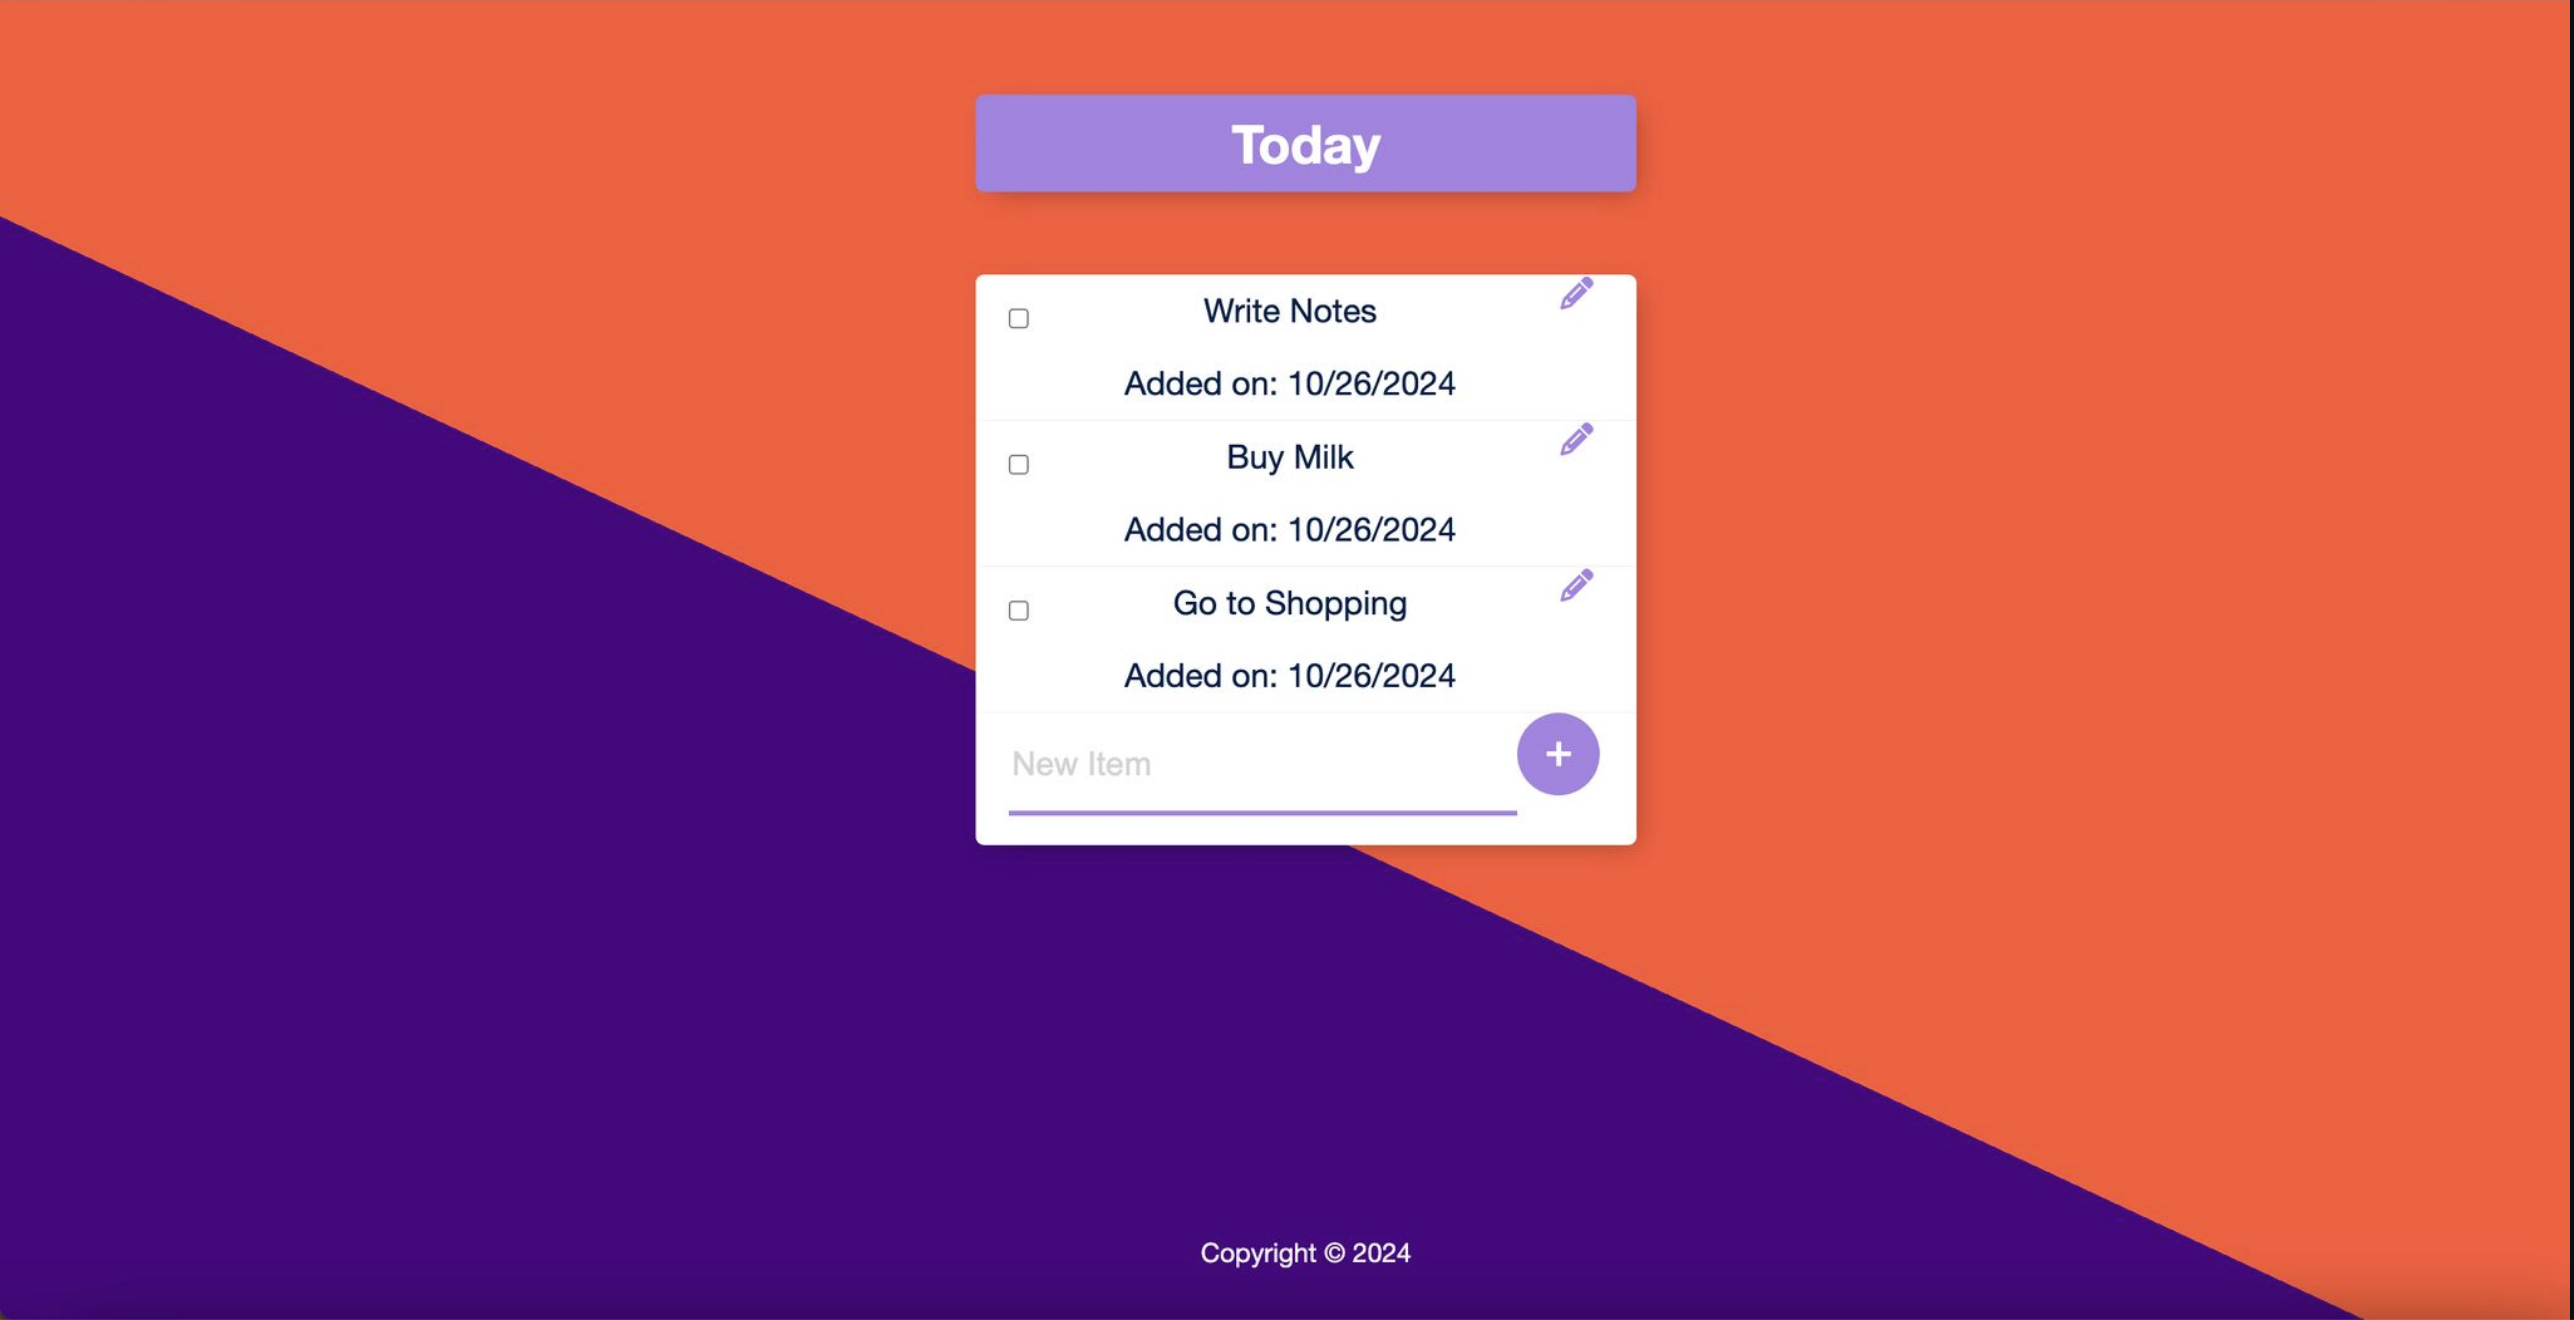 Today
Write Notes
Added on: 10/26/2024
Buy Milk
Added on: 10/26/2024
Go to Shopping
Added on: 10/26/2024
New Item
+
Copyright © 2024